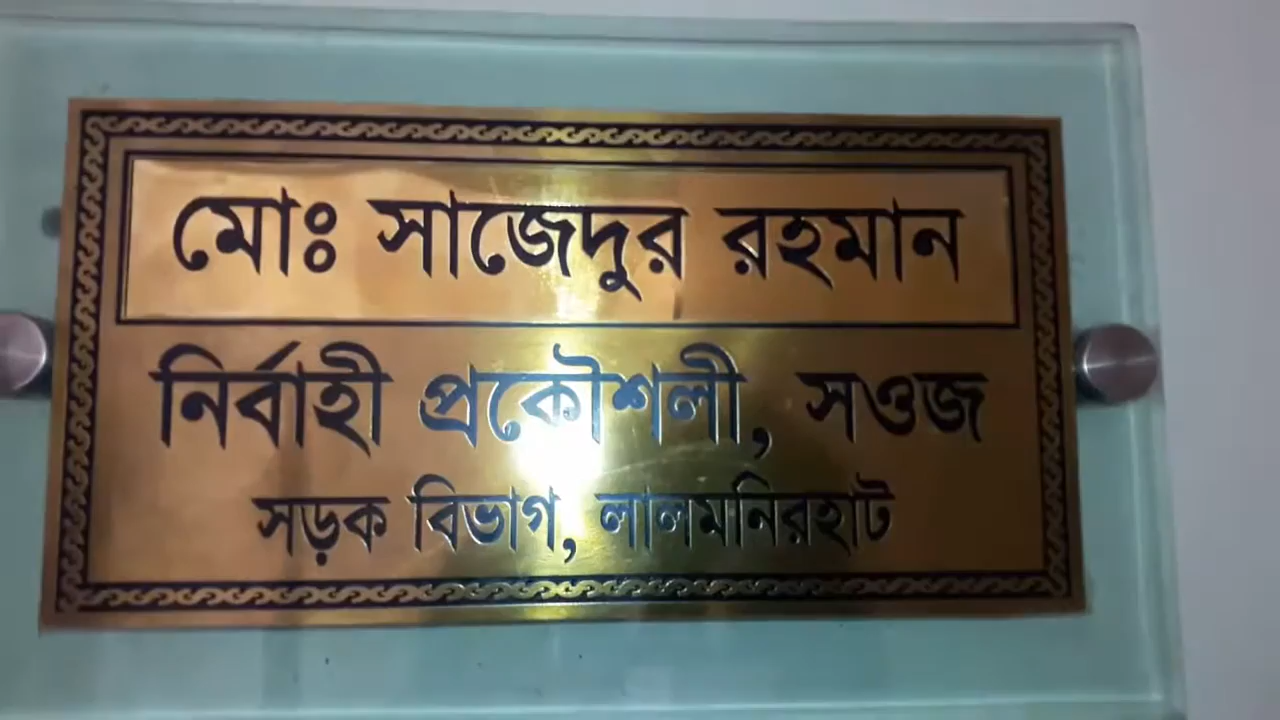 মোঃ সাজেদুর রহমান
নির্বাহী প্রকৌশলী, সওজ
সড়ক বিভাগ, লালমনিরহাট